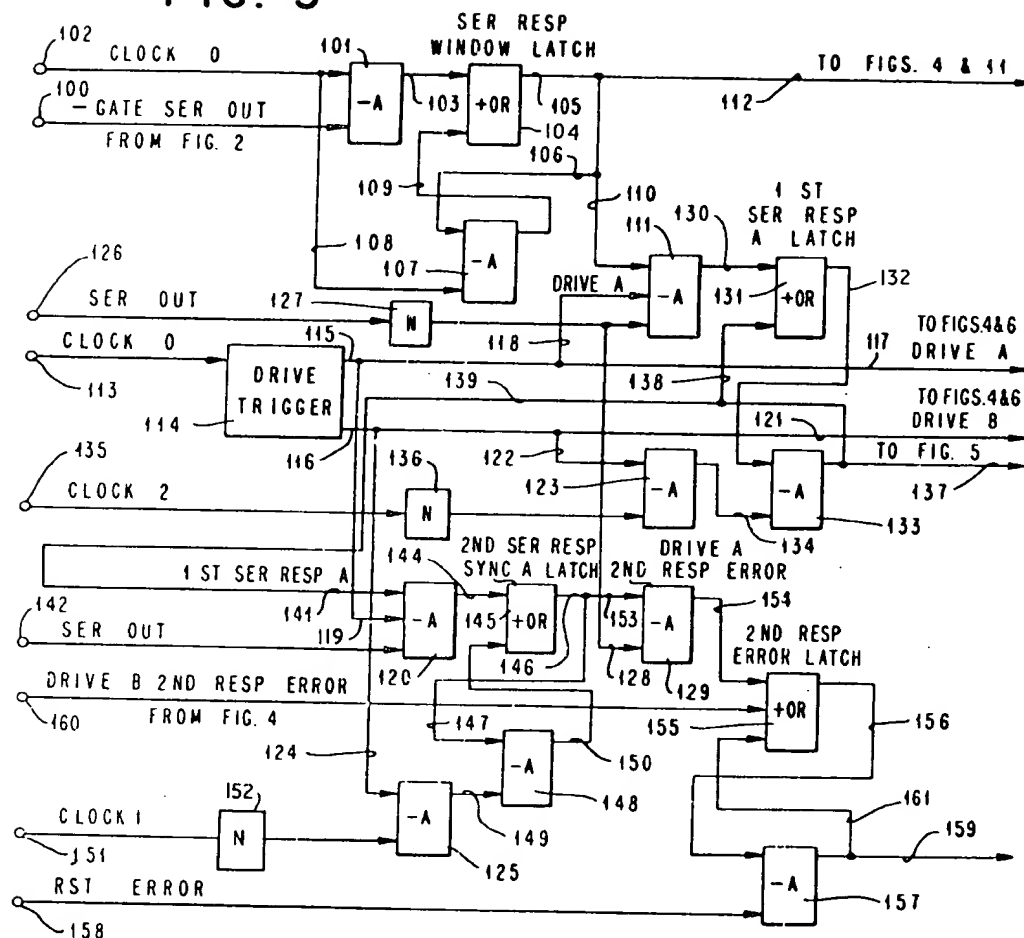 FIG. 3
102
CLOCK 0
101
SER RESP
WINDOW LATCH
TO FIGS. 4 & 11
-A
103
+OR
105
112
100
-GATE SER OUT
FROM FIG. 2
104
106
109
110
1 ST
SER RESP
A LATCH
108
107
-A
111
130
126
SER OUT
127
N
DRIVE A
-A
131
+OR
132
113
CLOCK 0
115
118
TO FIGS. 4&6
117
DRIVE A
DRIVE
TRIGGER
139
138
TO FIGS. 4&6
121
DRIVE B
114
116
122
TO FIG. 5
135
CLOCK 2
136
N
123
-A
-A
137
134
133
144
2ND SER RESP
SYNC A LATCH
DRIVE A
2ND RESP ERROR
1 ST SER RESP A
141
142
SER OUT
119
-A
145
+OR
153
-A
154
2ND RESP
ERROR LATCH
120
146
128
129
DRIVE B 2ND RESP ERROR
160
FROM FIG. 4
+OR
155
156
124
147
150
-A
148
152
CLOCK 1
151
N
-A
149
161
159
125
RST ERROR
158
-A
157